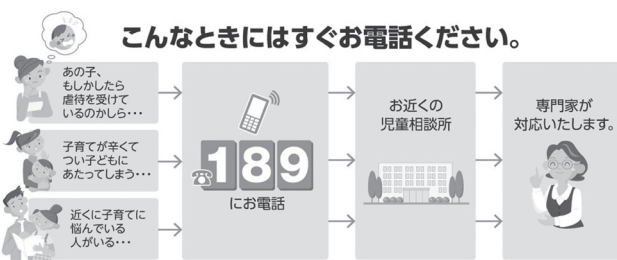 こんなときにはすぐお電話ください。
あの子、
もしかしたら
虐待を受けて
いるのかしら・・・
子育てが辛くて
つい子どもに
あたってしまう・・・
近くに子育てに
悩んでいる
人がいる・・・
189
にお電話
お近くの
児童相談所
専門家が
対応いたします。